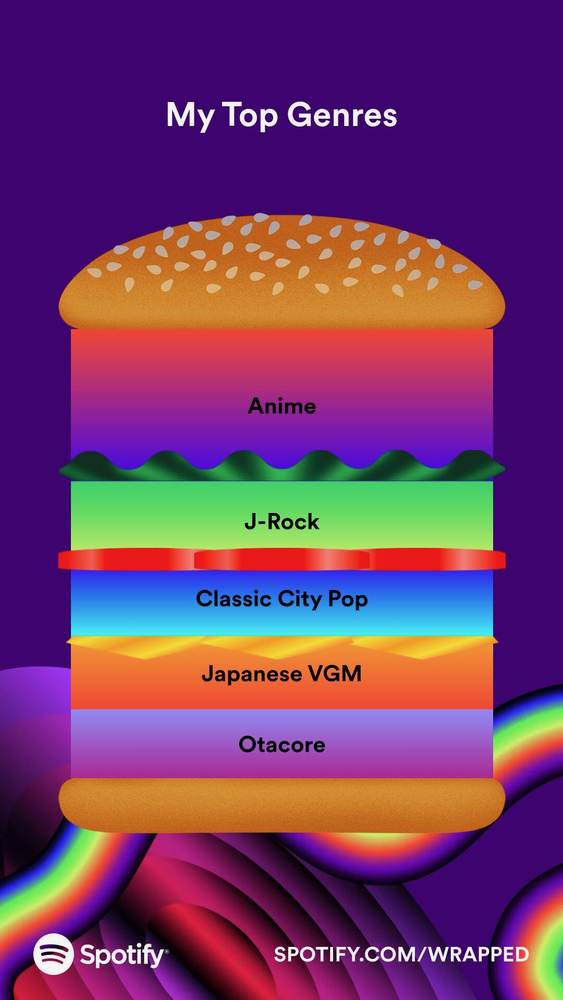 My Top Genres
Anime
J-Rock
Classic City Pop
Japanese VGM
Otacore
Spotify®
SPOTIFY.COM/WRAPPED